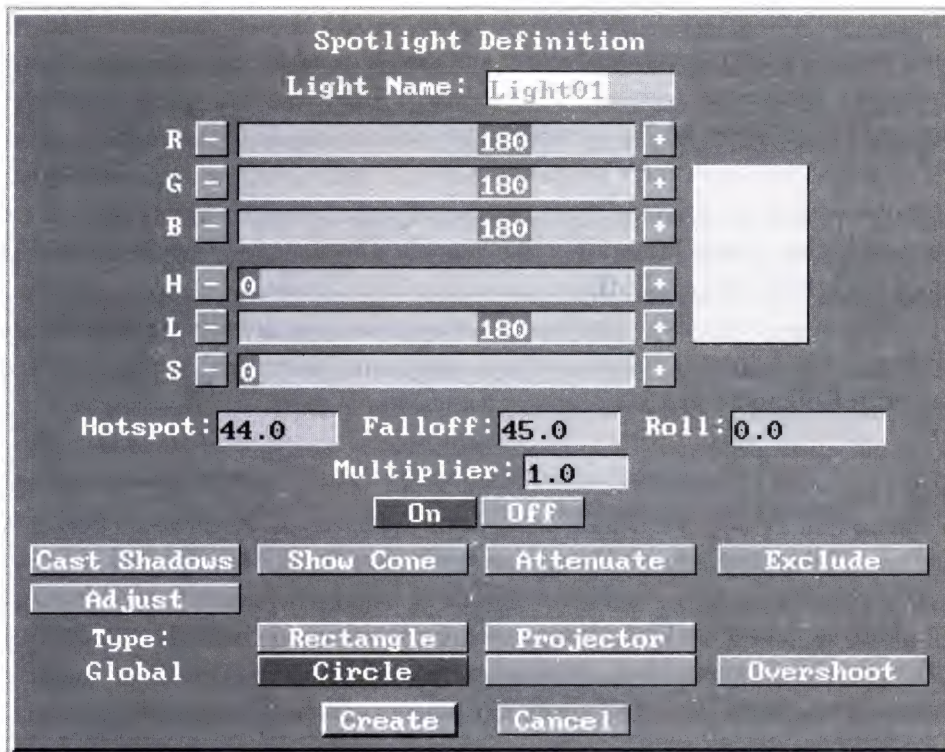 Spotlight Definition
Light Name: Light01
R - 180 +
G - 180 +
B - 180 +
H - 0 +
L - 180 +
S - 0 +
Hotspot: 44.0 Falloff: 45.0 Roll: 0.0
Multiplier: 1.0
On Off
Cast Shadows Show Cone Attenuate Exclude
Adjust
Type: Rectangle Projector
Global Circle Overshoot
Create Cancel